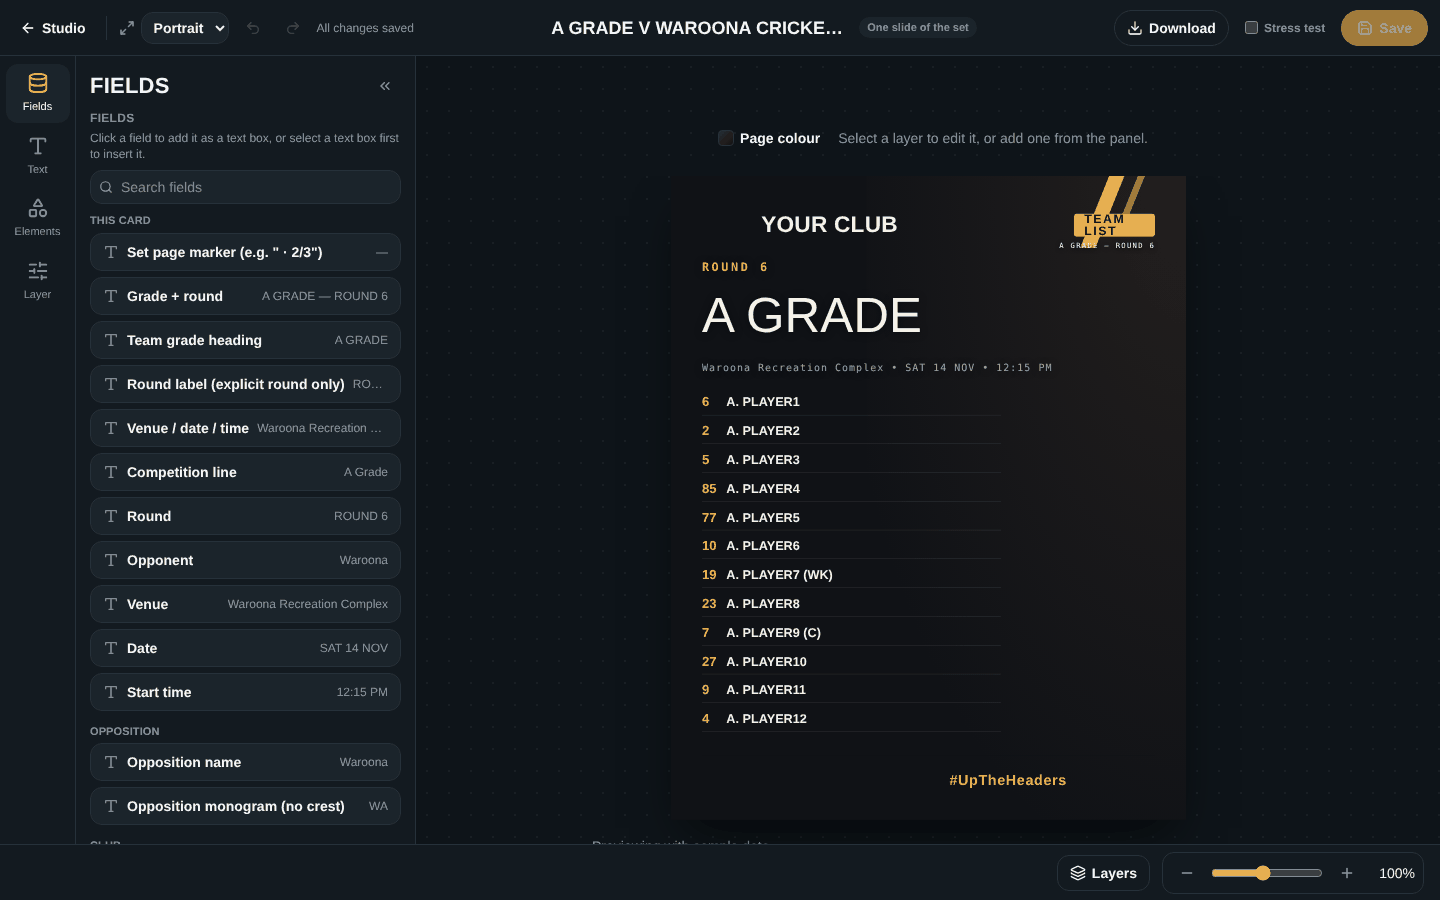 Studio
Portrait
All changes saved
A GRADE V WAROONA CRICKE…
One slide of the set
Download
Stress test
Save
Fields
Text
Elements
Layer
FIELDS
FIELDS
Click a field to add it as a text box, or select a text box first
to insert it.
Search fields
THIS CARD
Set page marker (e.g. " · 2/3") —
Grade + round A GRADE — ROUND 6
Team grade heading A GRADE
Round label (explicit round only) RO…
Venue / date / time Waroona Recreation …
Competition line A Grade
Round ROUND 6
Opponent Waroona
Venue Waroona Recreation Complex
Date SAT 14 NOV
Start time 12:15 PM
OPPOSITION
Opposition name Waroona
Opposition monogram (no crest) WA
CLUB
Page colour
Select a layer to edit it, or add one from the panel.
YOUR CLUB
TEAM
LIST
A GRADE — ROUND 6
ROUND 6
A GRADE
Waroona Recreation Complex • SAT 14 NOV • 12:15 PM
6 A. PLAYER1
2 A. PLAYER2
5 A. PLAYER3
85 A. PLAYER4
77 A. PLAYER5
10 A. PLAYER6
19 A. PLAYER7 (WK)
23 A. PLAYER8
7 A. PLAYER9 (C)
27 A. PLAYER10
9 A. PLAYER11
4 A. PLAYER12
#UpTheHeaders
Previewing with sample data
Layers
100%